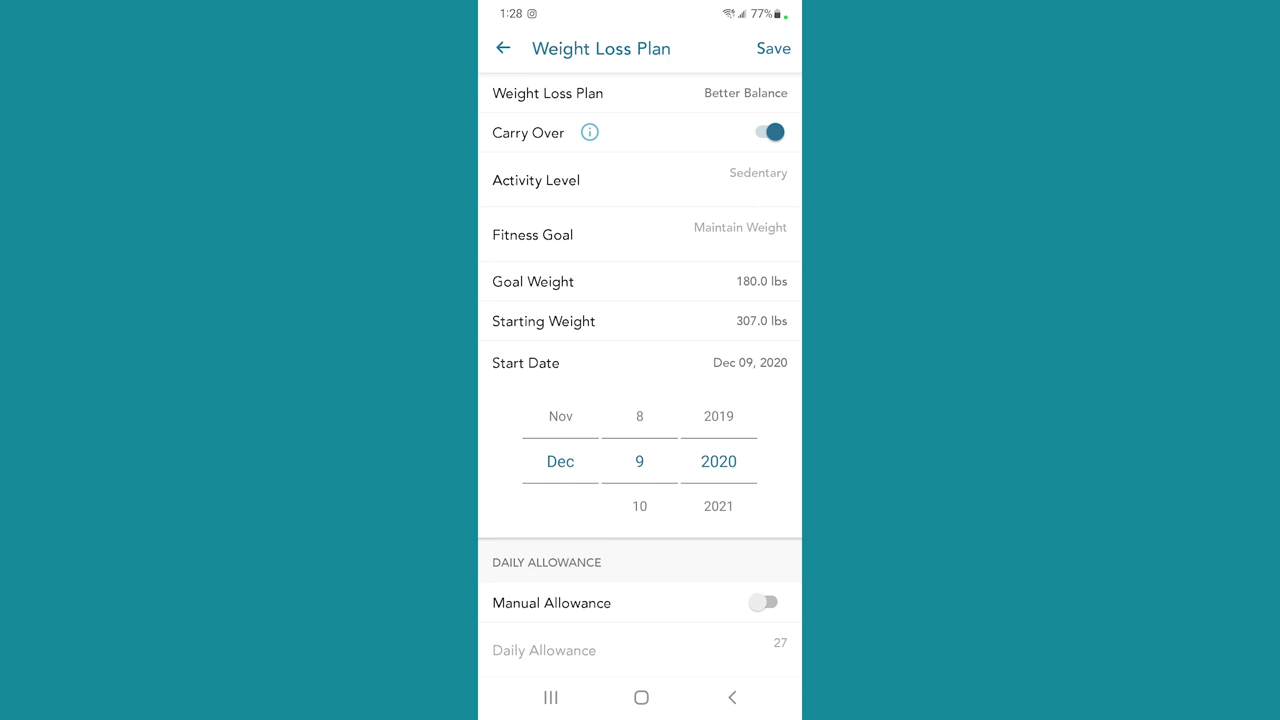 1:28 77%
Weight Loss Plan Save
Weight Loss Plan Better Balance
Carry Over
Activity Level Sedentary
Fitness Goal Maintain Weight
Goal Weight 180.0 lbs
Starting Weight 307.0 lbs
Start Date Dec 09, 2020
Nov 8 2019
Dec 9 2020
10 2021
DAILY ALLOWANCE
Manual Allowance
Daily Allowance 27